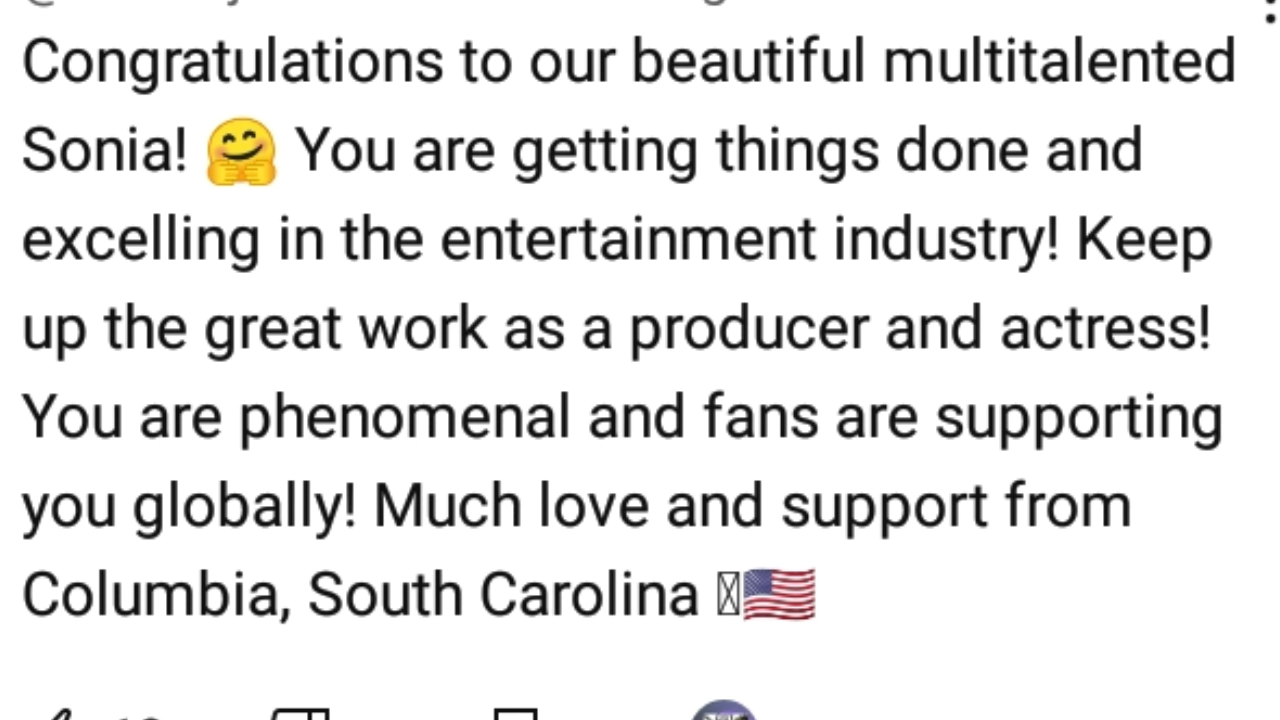 Congratulations to our beautiful multitalented
Sonia! 🤗 You are getting things done and
excelling in the entertainment industry! Keep
up the great work as a producer and actress!
You are phenomenal and fans are supporting
you globally! Much love and support from
Columbia, South Carolina 🇺🇸